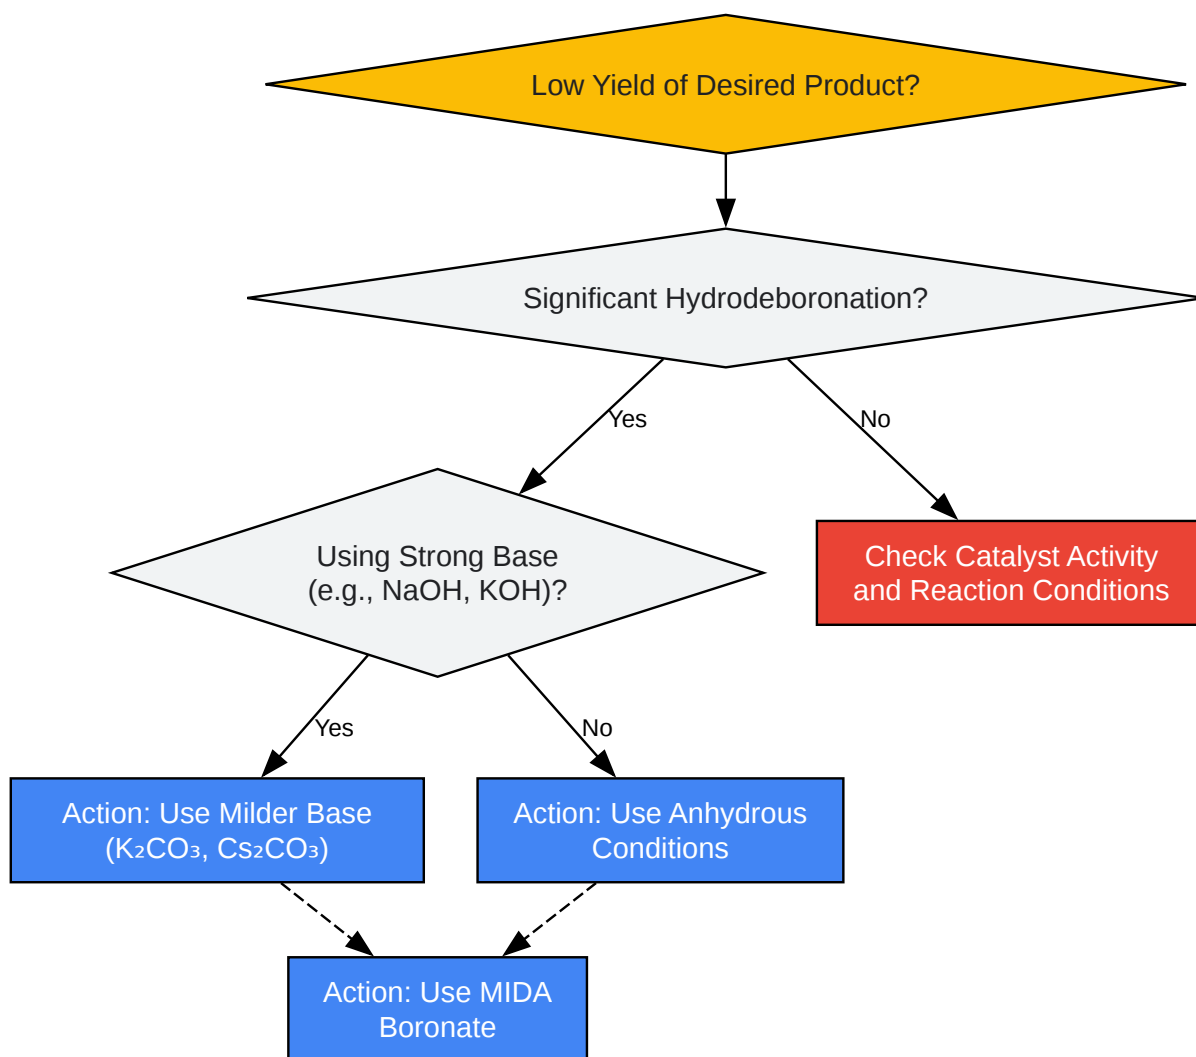 Low Yield of Desired Product?
Significant Hydrodeboronation?
Yes
No
Using Strong Base
(e.g., NaOH, KOH)?
Check Catalyst Activity
and Reaction Conditions
Yes
No
Action: Use Milder Base
(K₂CO₃, Cs₂CO₃)
Action: Use Anhydrous
Conditions
Action: Use MIDA
Boronate